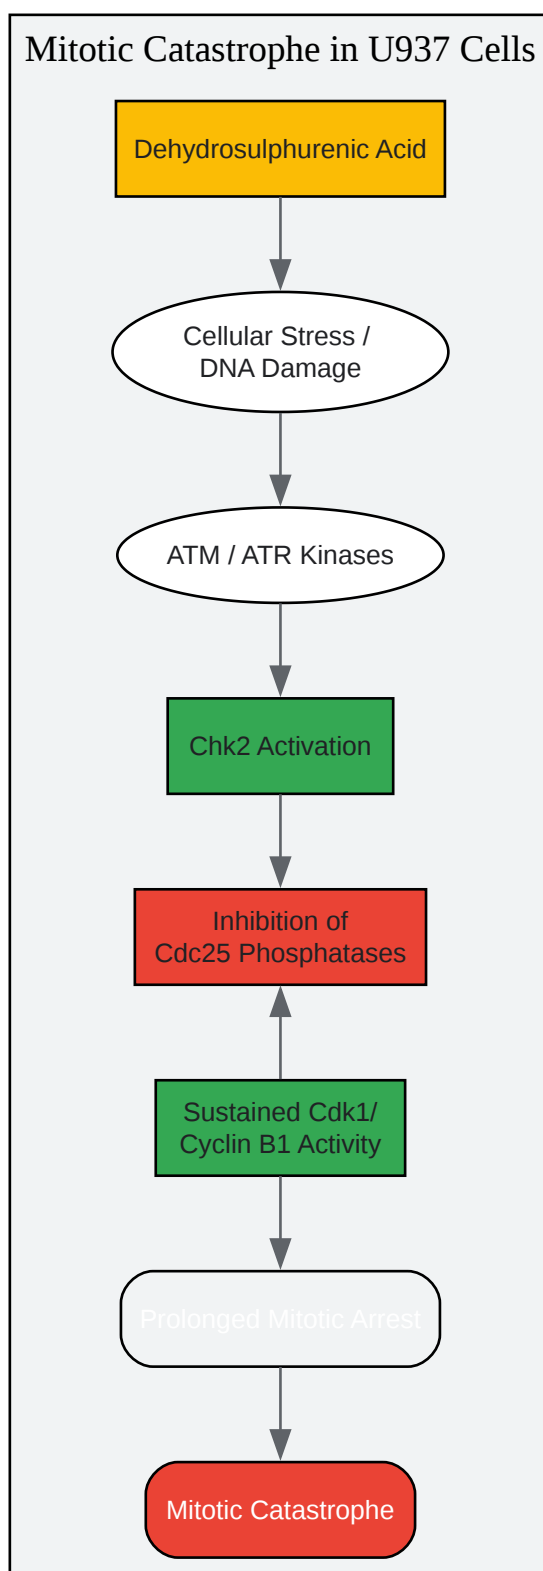 Mitotic Catastrophe in U937 Cells
Dehydrosulphurenic Acid
Cellular Stress /
DNA Damage
ATM / ATR Kinases
Chk2 Activation
Inhibition of
Cdc25 Phosphatases
Sustained Cdk1/
Cyclin B1 Activity
Prolonged Mitotic Arrest
Mitotic Catastrophe